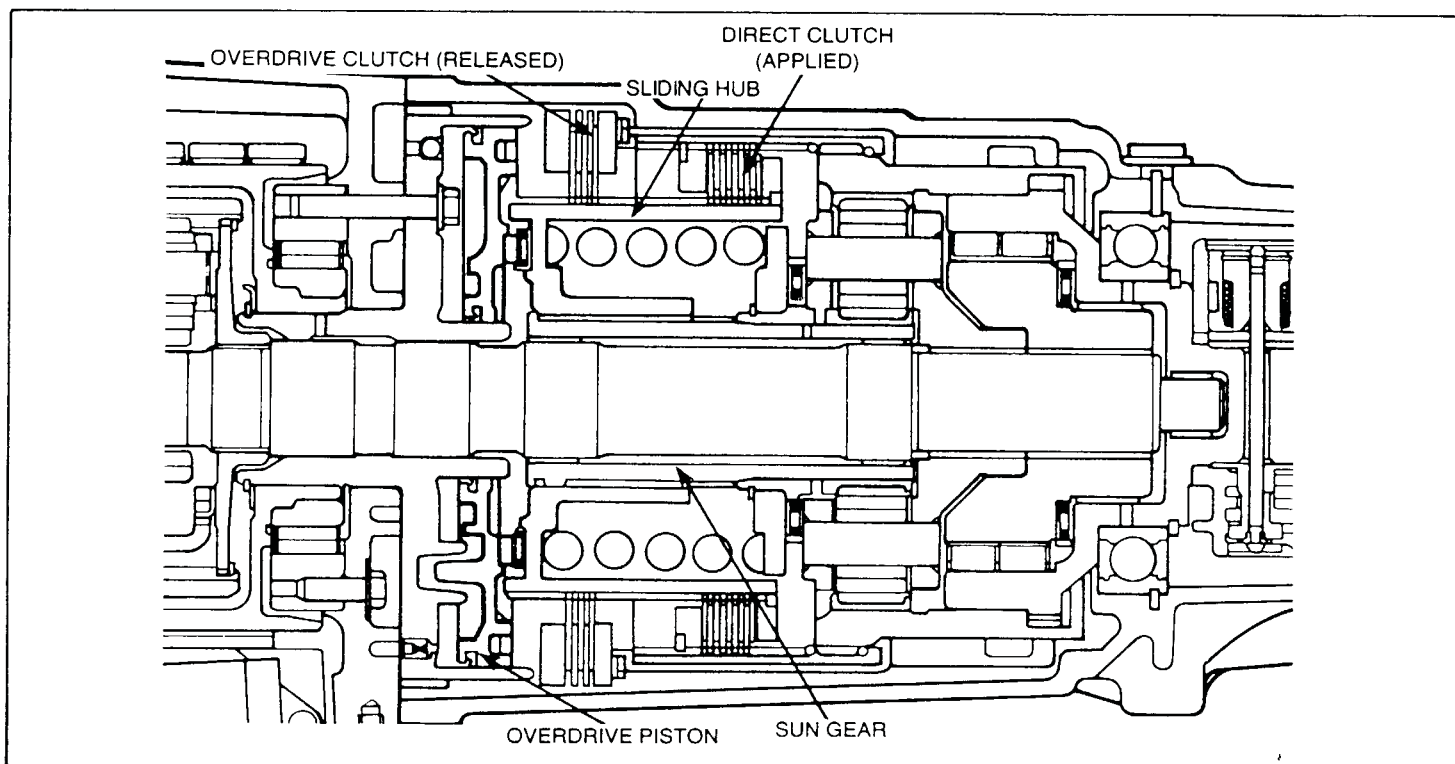 DIRECT CLUTCH
(APPLIED)
OVERDRIVE CLUTCH (RELEASED)
SLIDING HUB
OVERDRIVE PISTON
SUN GEAR